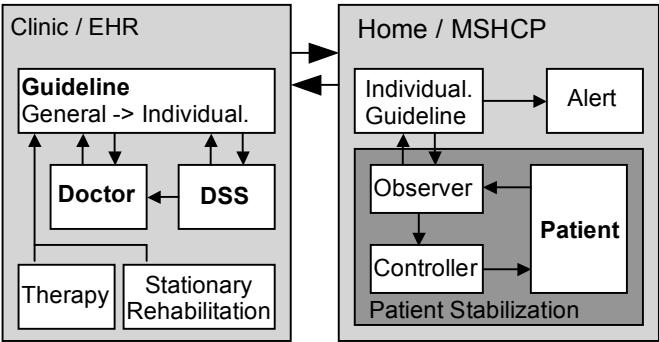 Clinic / EHR
Guideline
General -> Individual.
Doctor
DSS
Therapy
Stationary
Rehabilitation
Home / MSHCP
Individual.
Guideline
Alert
Observer
Patient
Controller
Patient Stabilization